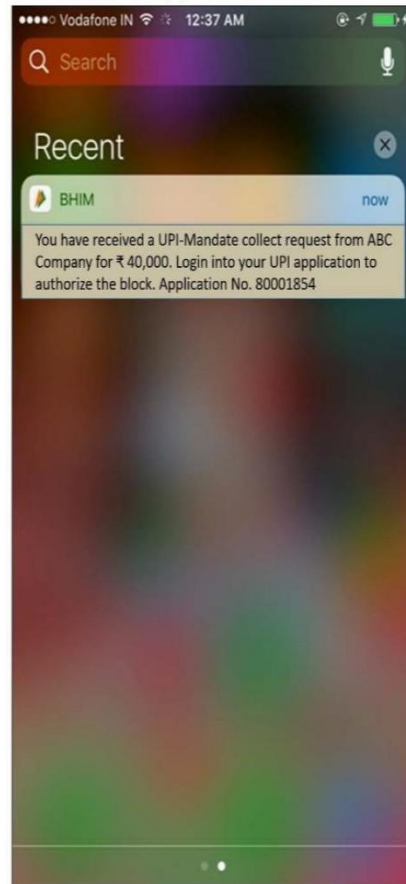 Vodafone IN 12:37 AM
Search
Recent
BHIM now
You have received a UPI-Mandate collect request from ABC
Company for ₹ 40,000. Login into your UPI application to
authorize the block. Application No. 80001854